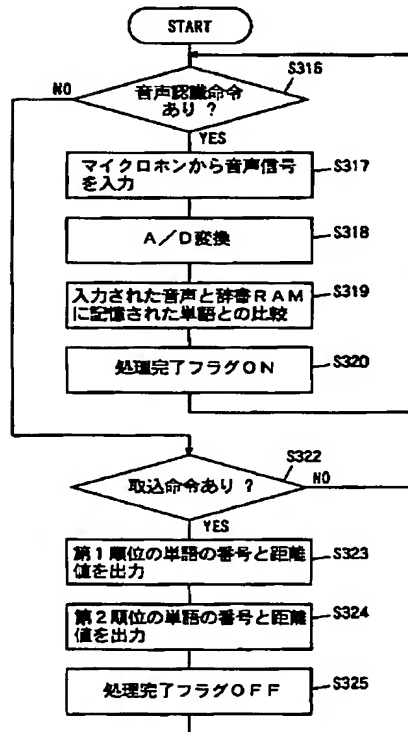 START
S316
NO
音声認識命令
あり ?
YES
マイクロホンから音声信号
を入力
S317
A/D変換
S318
入力された音声と辞書RAM
に記憶された単語との比較
S319
処理完了フラグON
S320
S322
取込命令あり ?
NO
YES
第1順位の単語の番号と距離
値を出力
S323
第2順位の単語の番号と距離
値を出力
S324
処理完了フラグOFF
S325